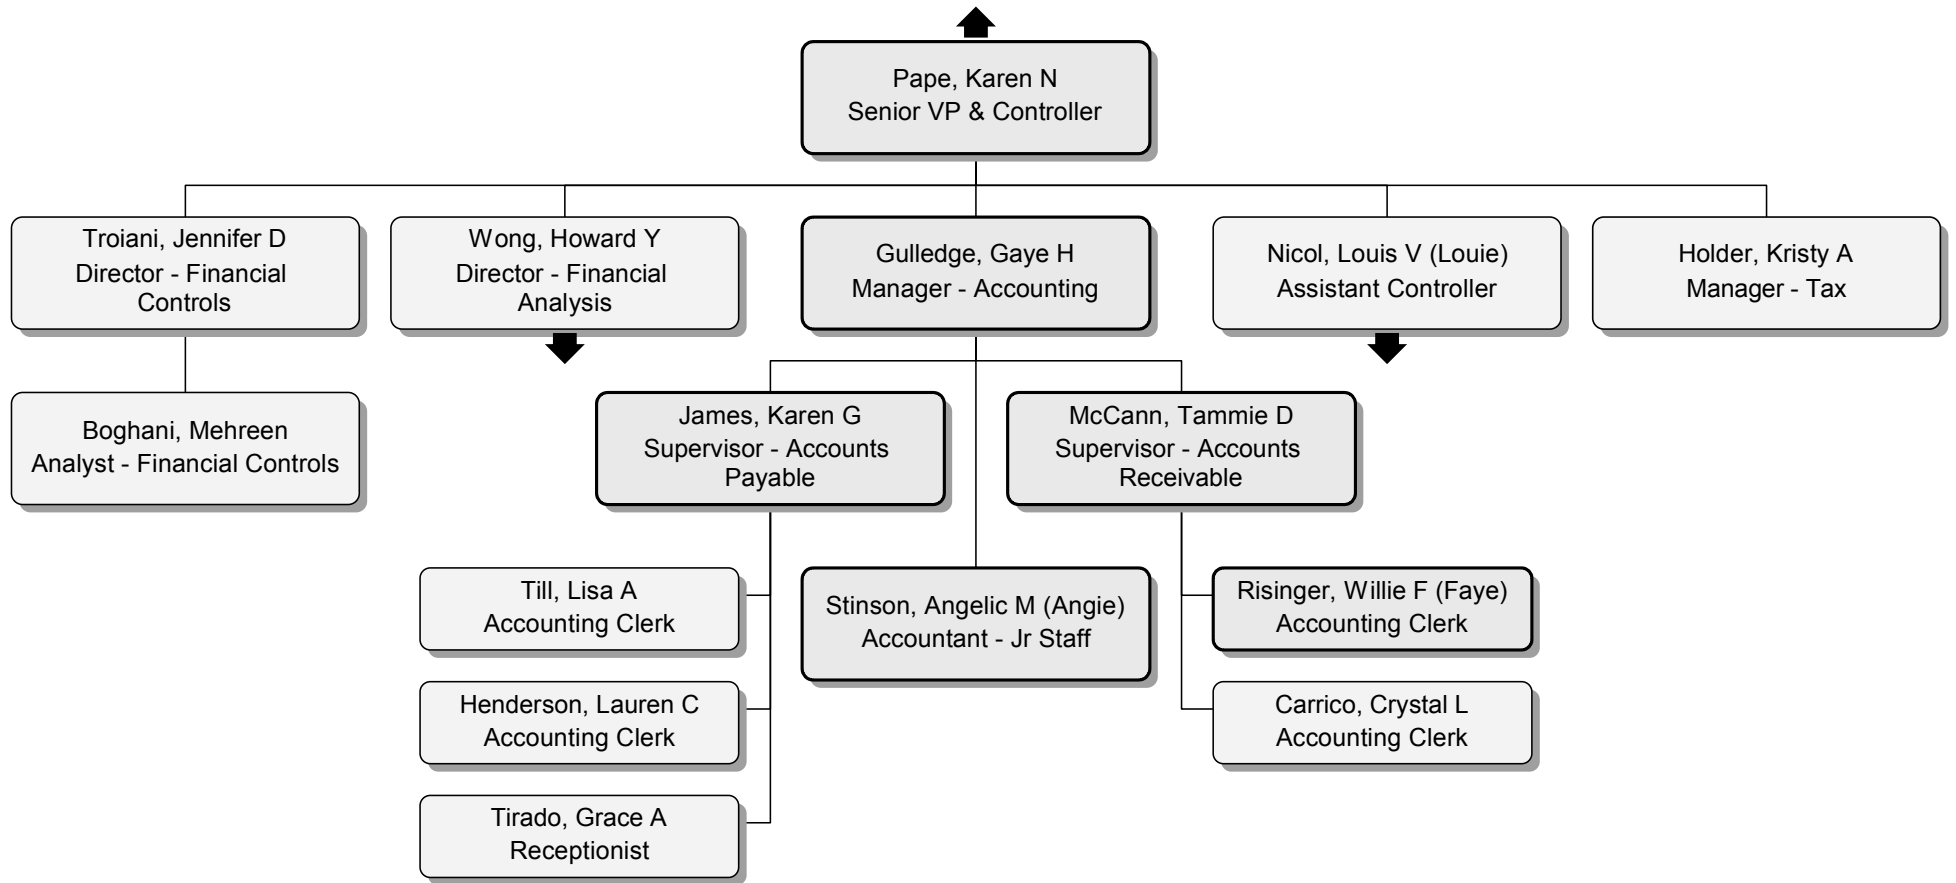 Pape, Karen N
Senior VP & Controller
Troiani, Jennifer D
Director - Financial
Controls
Wong, Howard Y
Director - Financial
Analysis
Gulledge, Gaye H
Manager - Accounting
Nicol, Louis V (Louie)
Assistant Controller
Holder, Kristy A
Manager - Tax
Boghani, Mehreen
Analyst - Financial Controls
James, Karen G
Supervisor - Accounts
Payable
McCann, Tammie D
Supervisor - Accounts
Receivable
Till, Lisa A
Accounting Clerk
Stinson, Angelic M (Angie)
Accountant - Jr Staff
Risinger, Willie F (Faye)
Accounting Clerk
Henderson, Lauren C
Accounting Clerk
Carrico, Crystal L
Accounting Clerk
Tirado, Grace A
Receptionist